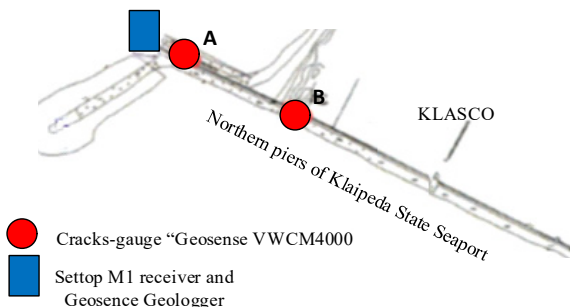 A
B
KLASCO
Northern piers of Klaipeda State Seaport
Cracks-gauge “Geosense VWCM4000
Settop M1 receiver and
Geosence Geologger